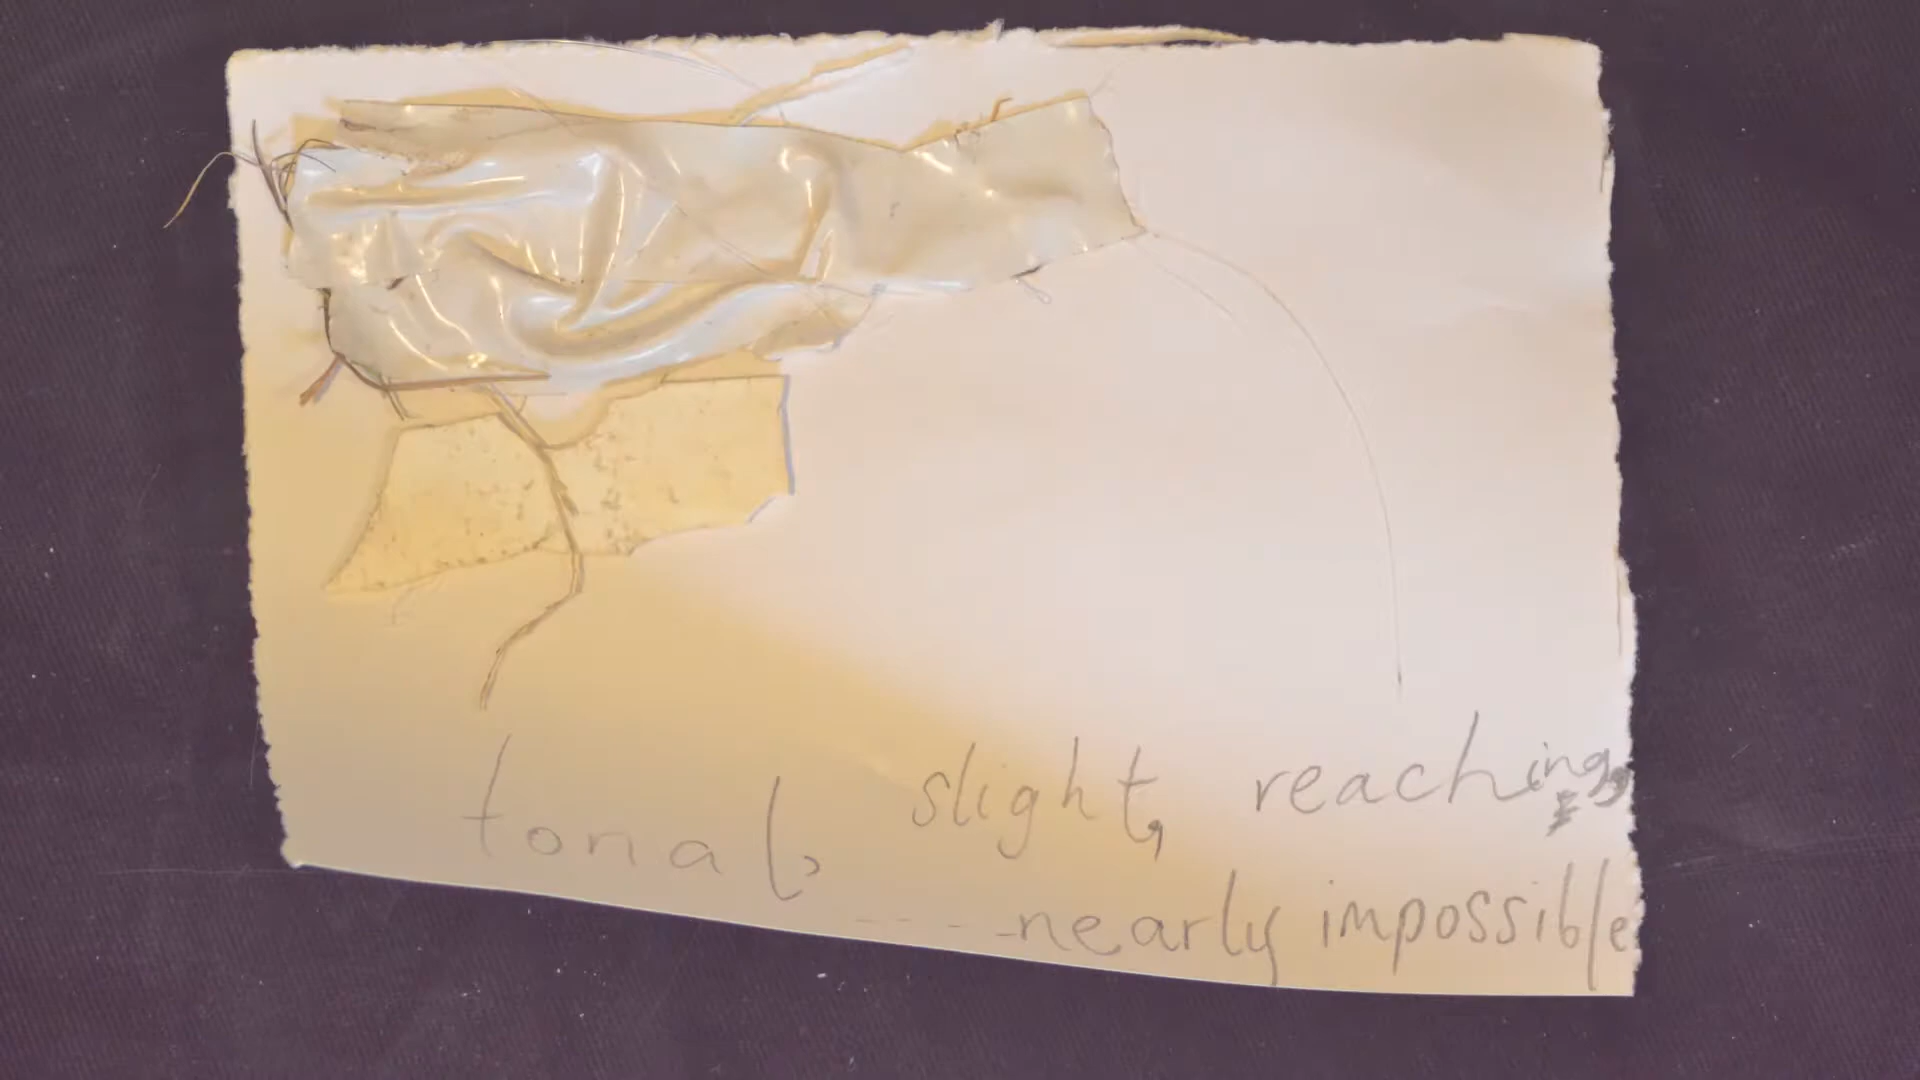 tonal, slight, reaching,
----nearly impossible